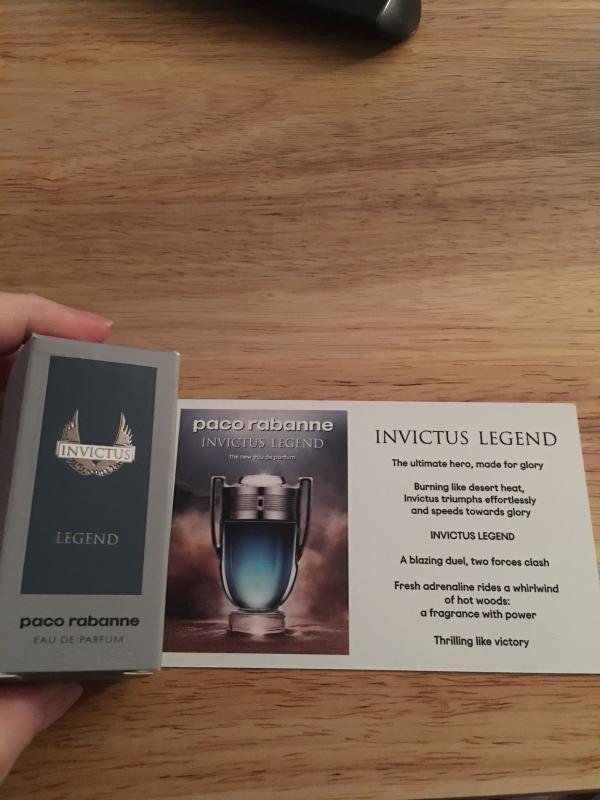 INVICTUS
LEGEND
paco rabanne
EAU DE PARFUM
paco rabanne
INVICTUS LEGEND
the new eau de parfum
INVICTUS LEGEND
The ultimate hero, made for glory
Burning like desert heat,
Invictus triumphs effortlessly
and speeds towards glory
INVICTUS LEGEND
A blazing duel, two forces clash
Fresh adrenaline rides a whirlwind
of hot woods:
a fragrance with power
Thrilling like victory